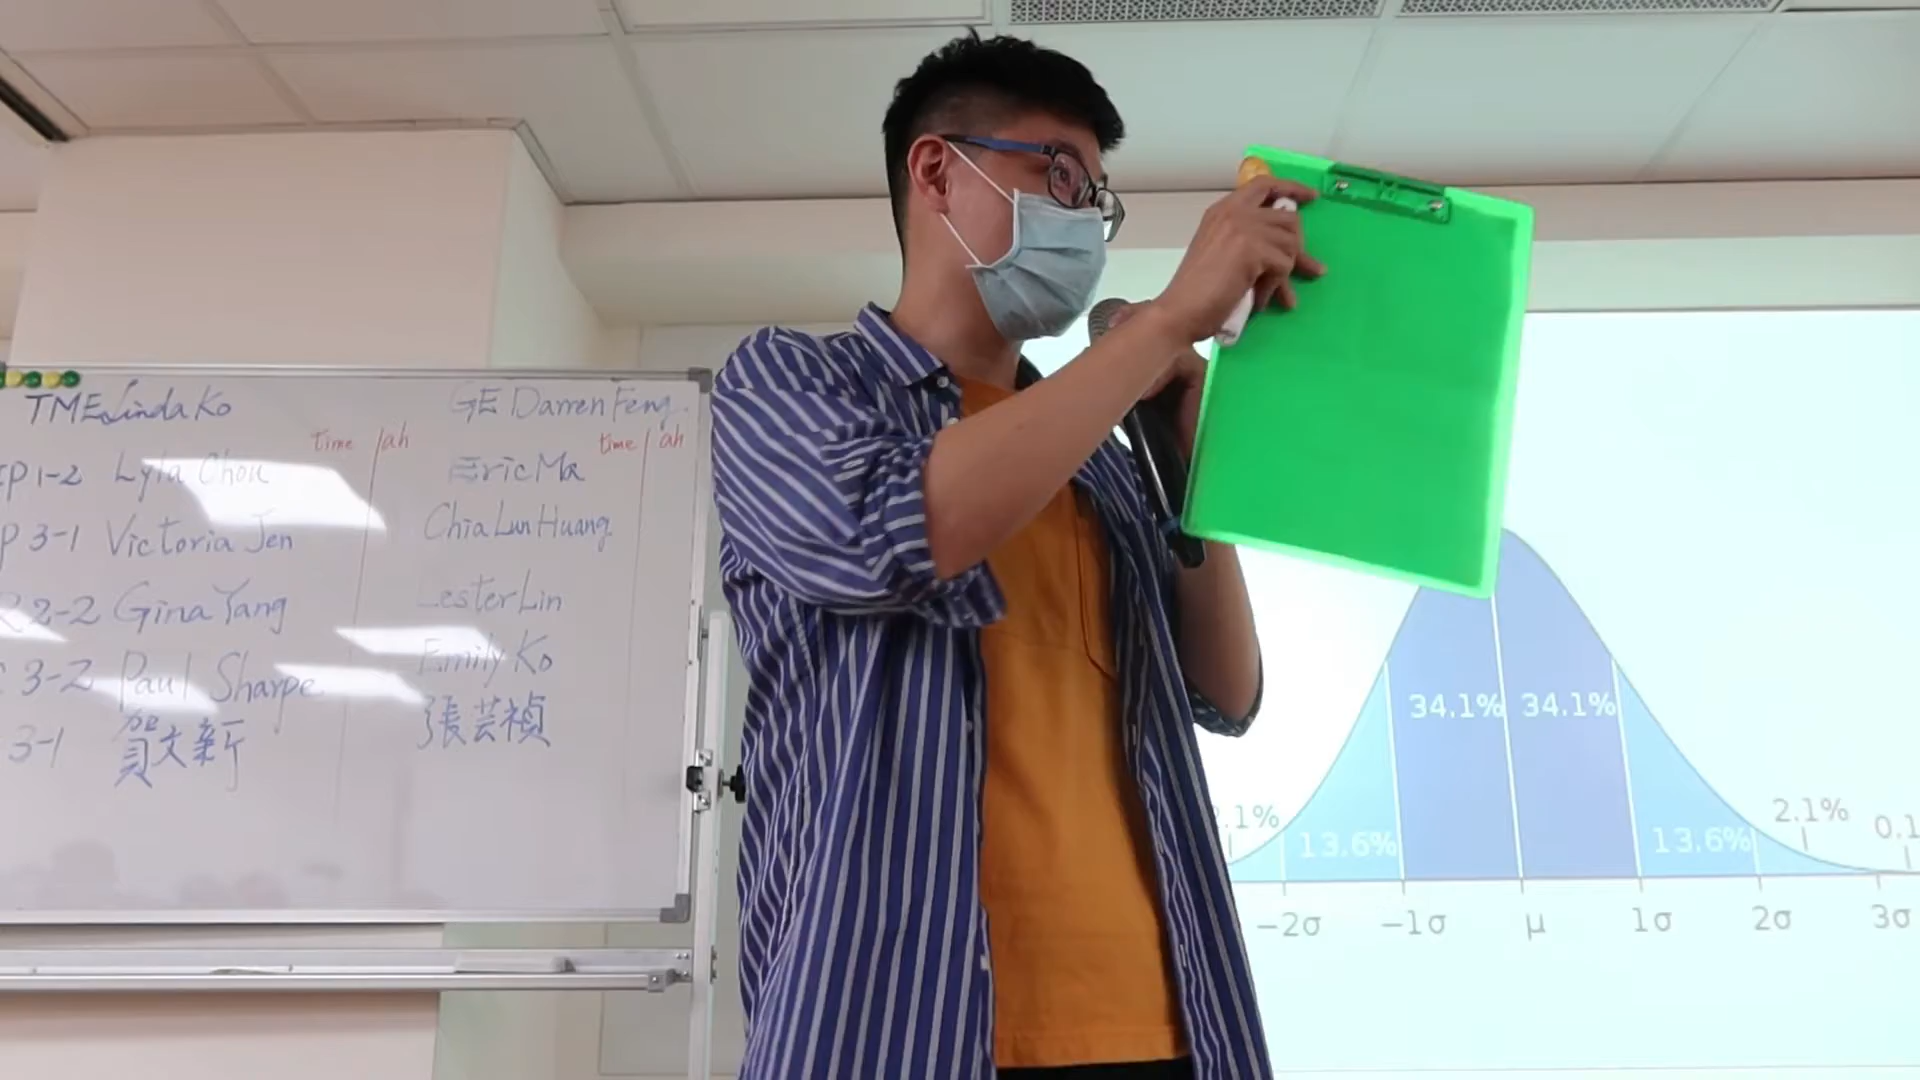 TME Linda Ko
GE Darren Feng
time / ah
time / ah
P 1-2 Lyla Chou
Eric Ma
P 3-1 Victoria Jen
Chia Lun Huang
2-2 Gina Yang
Lester Lin
3-2 Paul Sharpe
Emily Ko
3-1 賀文新
張芸禎
34.1% 34.1%
.1% 13.6% 13.6% 2.1% 0.1
−2σ −1σ μ 1σ 2σ 3σ